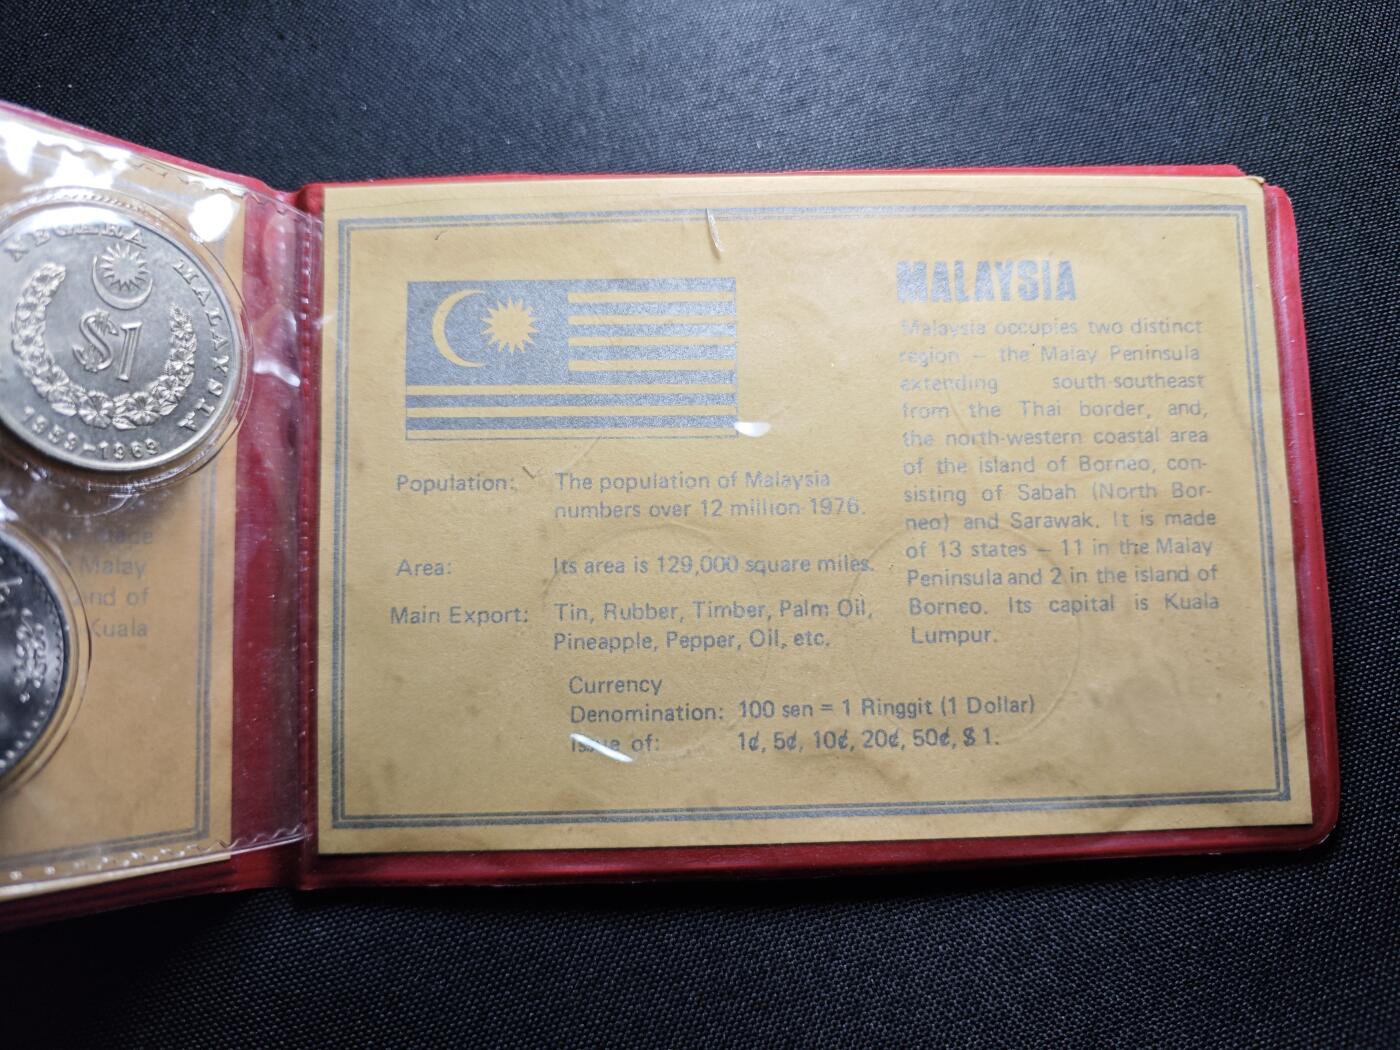 NEGARA MALAYSIA
$1
1959-1969
Malay
and of
Kuala
Population: The population of Malaysia
numbers over 12 million 1976.
Area: Its area is 129,000 square miles.
Main Export: Tin, Rubber, Timber, Palm Oil,
Pineapple, Pepper, Oil, etc.
Currency
Denomination: 100 sen = 1 Ringgit (1 Dollar)
Issue of: 1¢, 5¢, 10¢, 20¢, 50¢, $1.
MALAYSIA
Malaysia occupies two distinct
region – the Malay Peninsula
extending south-southeast
from the Thai border, and,
the north-western coastal area
of the island of Borneo, con-
sisting of Sabah (North Bor-
neo) and Sarawak. It is made
of 13 states – 11 in the Malay
Peninsula and 2 in the island of
Borneo. Its capital is Kuala
Lumpur.